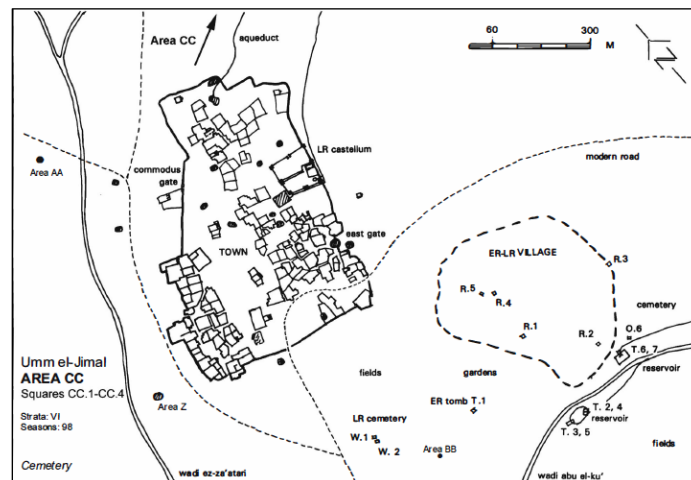 Area CC
aqueduct
60
300
M
Area AA
commodus
gate
LR castellum
modern road
TOWN
east gate
ER-LR VILLAGE
R.3
R.5
R.4
R.1
R.2
cemetery
O.6
T.6, 7
reservoir
Umm el-Jimal
AREA CC
Squares CC.1-CC.4
Strata: VI
Seasons: 98
Cemetery
Area Z
fields
gardens
ER tomb T.1
LR cemetery
W.1
W. 2
Area BB
T. 2, 4
reservoir
T. 3, 5
fields
wadi ez-za'atari
wadi abu el-ku'